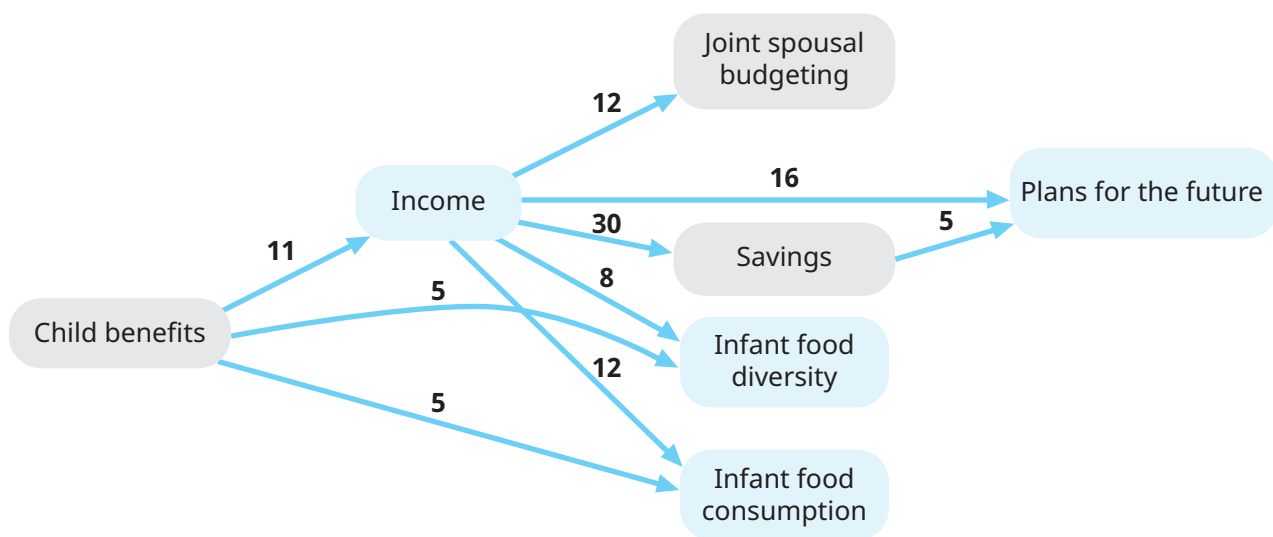 Joint spousal
budgeting
12
Income
16
Plans for the future
30
5
Savings
11
8
5
Child benefits
Infant food
diversity
12
5
Infant food
consumption